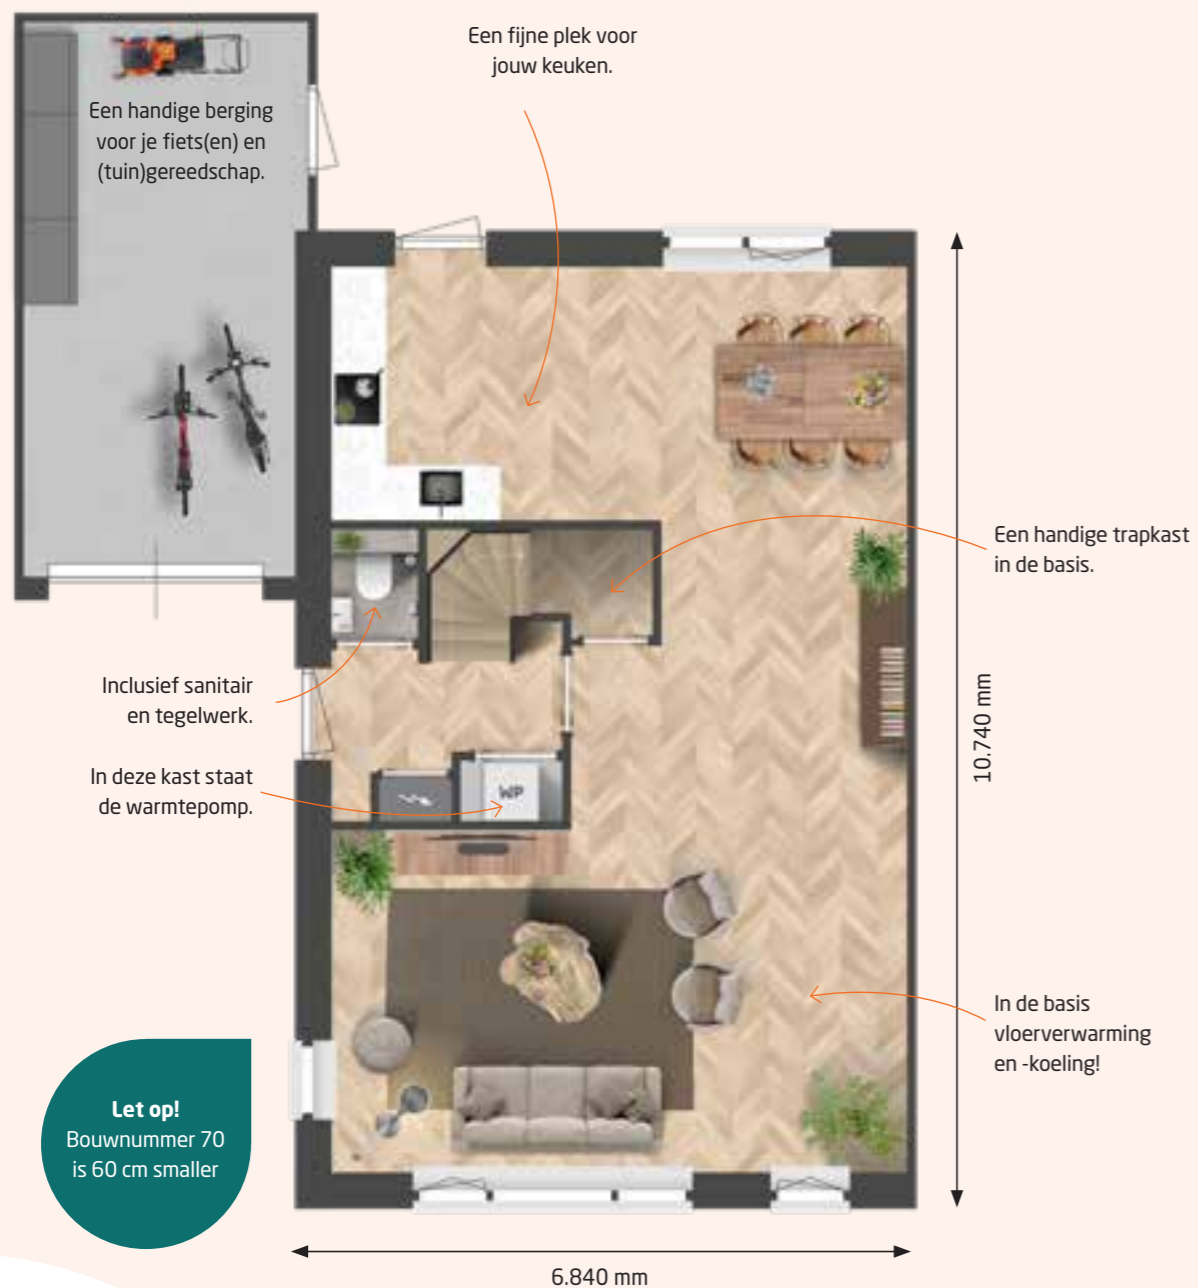 Een fijne plek voor
jouw keuken.
Een handige berging
voor je fiets(en) en
(tuin)gereedschap.
Een handige trapkast
in de basis.
Inclusief sanitair
en tegelwerk.
10.740 mm
In deze kast staat
de warmtepomp.
WP
In de basis
vloerverwarming
en -koeling!
Let op!
Bouwnummer 70
is 60 cm smaller
6.840 mm